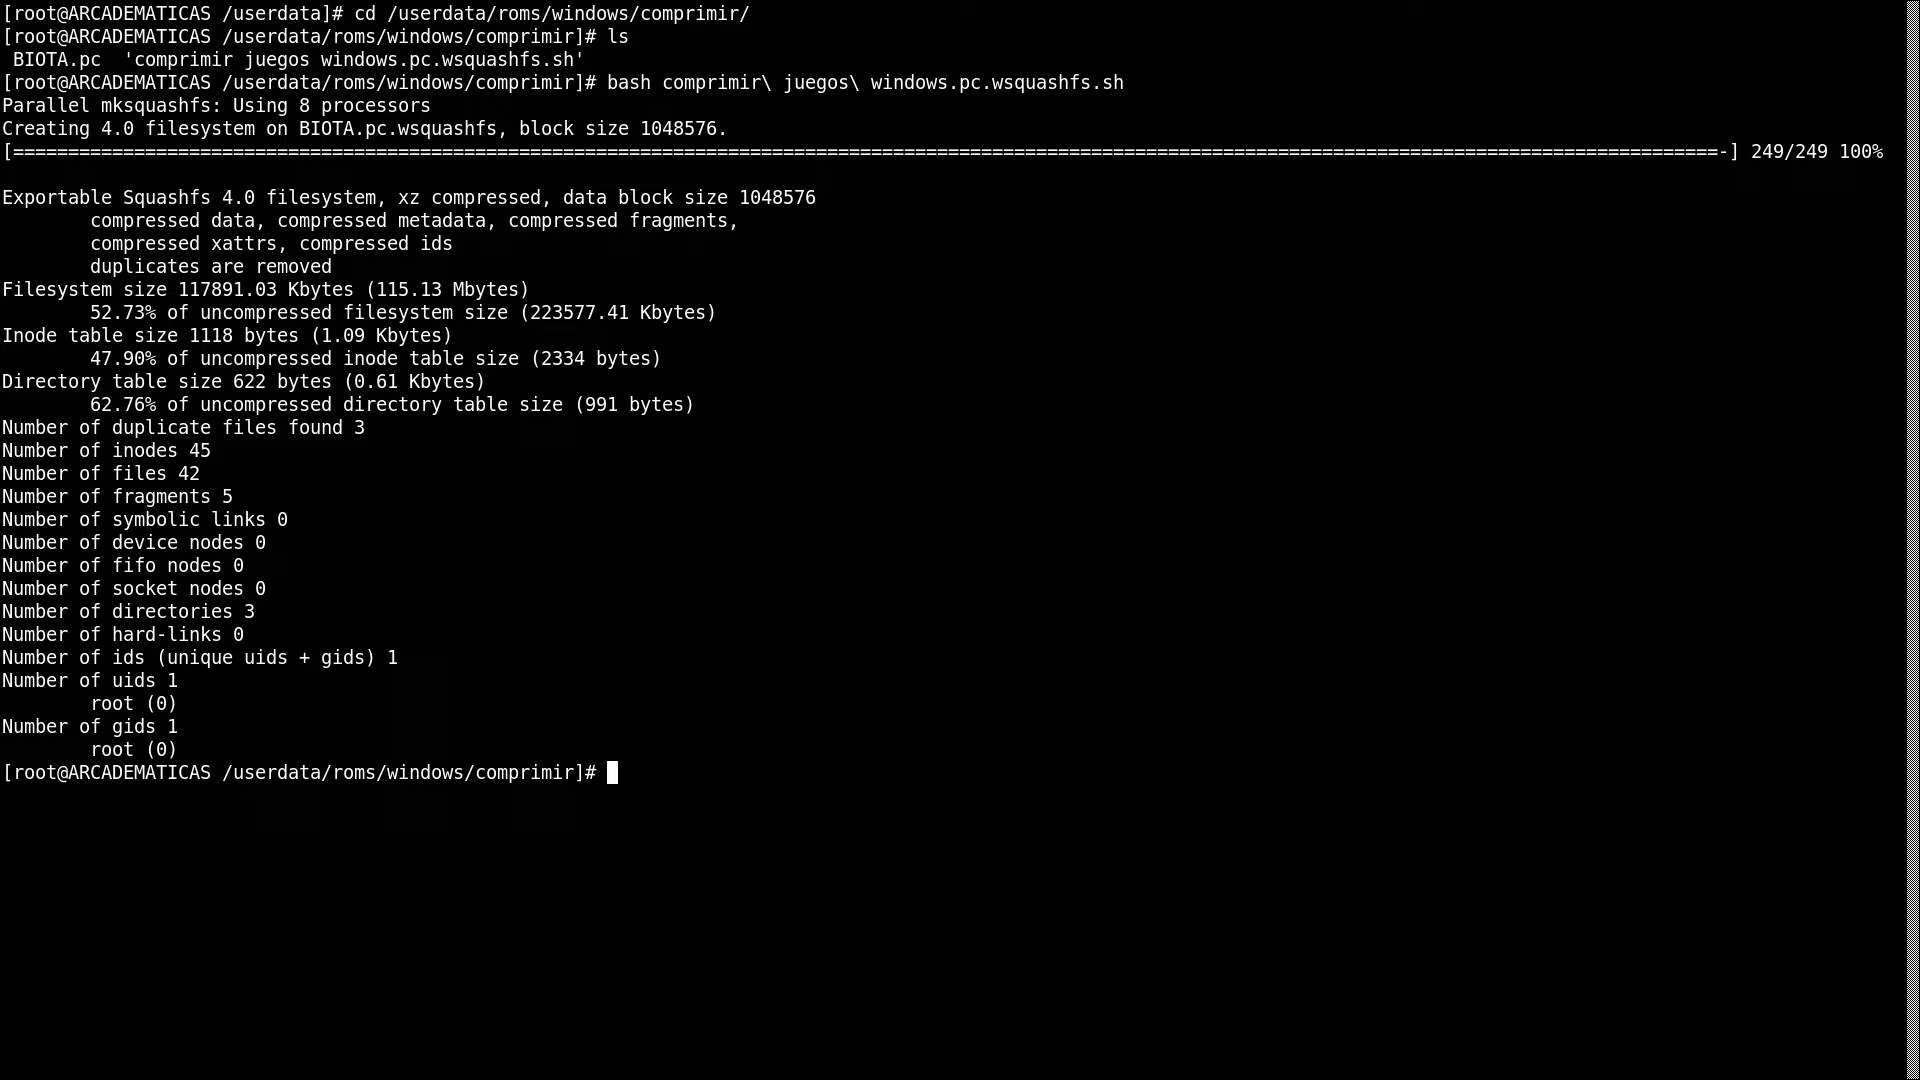 [root@ARCADEMATICAS /userdata]# cd /userdata/roms/windows/comprimir/
[root@ARCADEMATICAS /userdata/roms/windows/comprimir]# ls
 BIOTA.pc  'comprimir juegos windows.pc.wsquashfs.sh'
[root@ARCADEMATICAS /userdata/roms/windows/comprimir]# bash comprimir\ juegos\ windows.pc.wsquashfs.sh
Parallel mksquashfs: Using 8 processors
Creating 4.0 filesystem on BIOTA.pc.wsquashfs, block size 1048576.
[===========================================================================================================================================================-] 249/249 100%
Exportable Squashfs 4.0 filesystem, xz compressed, data block size 1048576
        compressed data, compressed metadata, compressed fragments,
        compressed xattrs, compressed ids
        duplicates are removed
Filesystem size 117891.03 Kbytes (115.13 Mbytes)
        52.73% of uncompressed filesystem size (223577.41 Kbytes)
Inode table size 1118 bytes (1.09 Kbytes)
        47.90% of uncompressed inode table size (2334 bytes)
Directory table size 622 bytes (0.61 Kbytes)
        62.76% of uncompressed directory table size (991 bytes)
Number of duplicate files found 3
Number of inodes 45
Number of files 42
Number of fragments 5
Number of symbolic links 0
Number of device nodes 0
Number of fifo nodes 0
Number of socket nodes 0
Number of directories 3
Number of hard-links 0
Number of ids (unique uids + gids) 1
Number of uids 1
        root (0)
Number of gids 1
        root (0)
[root@ARCADEMATICAS /userdata/roms/windows/comprimir]#